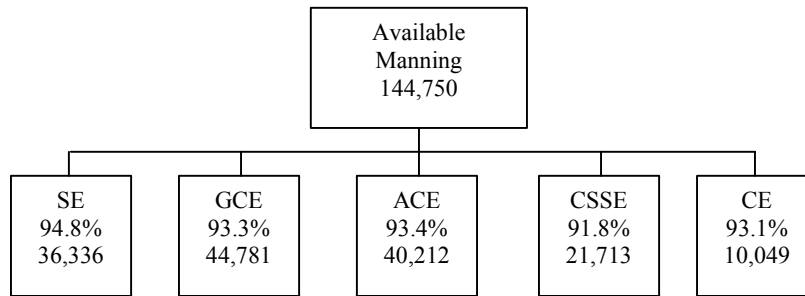 Available
Manning
144,750
SE
94.8%
36,336
GCE
93.3%
44,781
ACE
93.4%
40,212
CSSE
91.8%
21,713
CE
93.1%
10,049